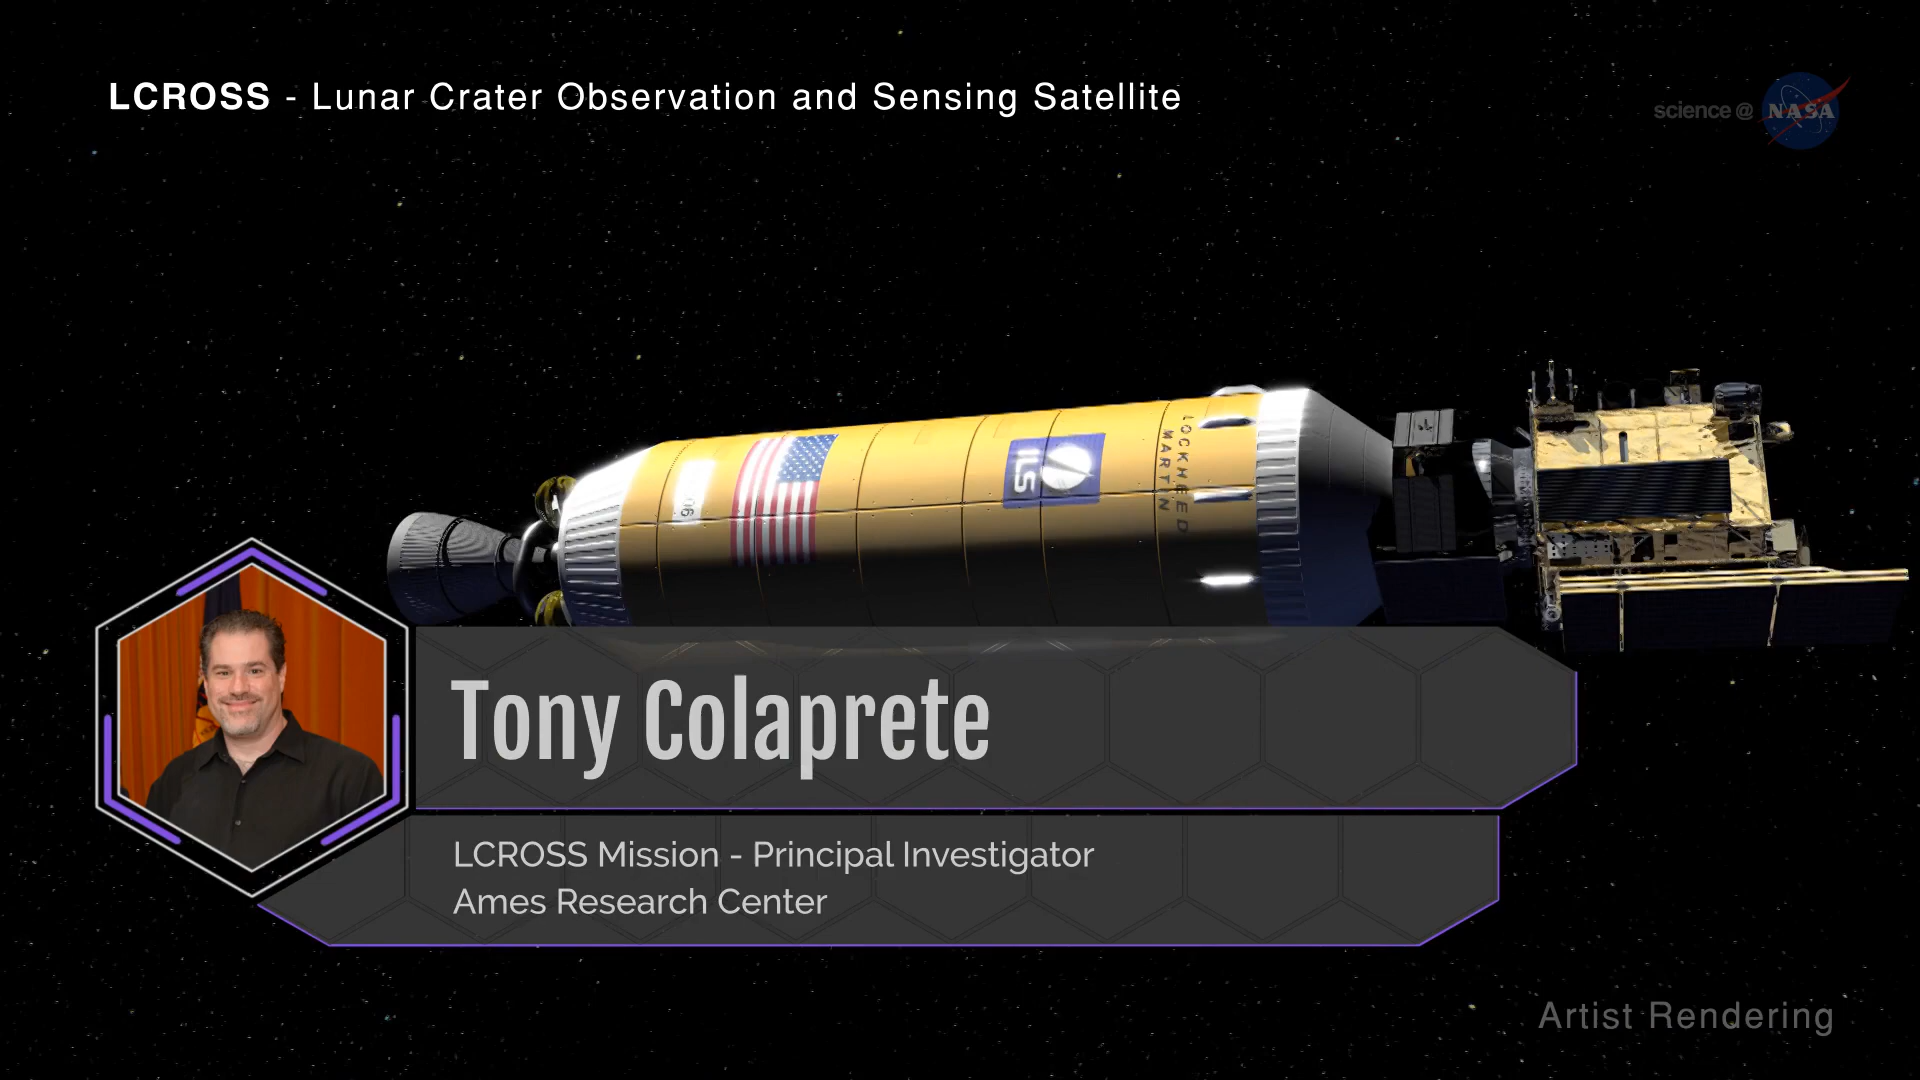 LCROSS - Lunar Crater Observation and Sensing Satellite
science @ NASA
06
ILS
LOCKHEED
MARTIN
Tony Colaprete
LCROSS Mission - Principal Investigator
Ames Research Center
Artist Rendering